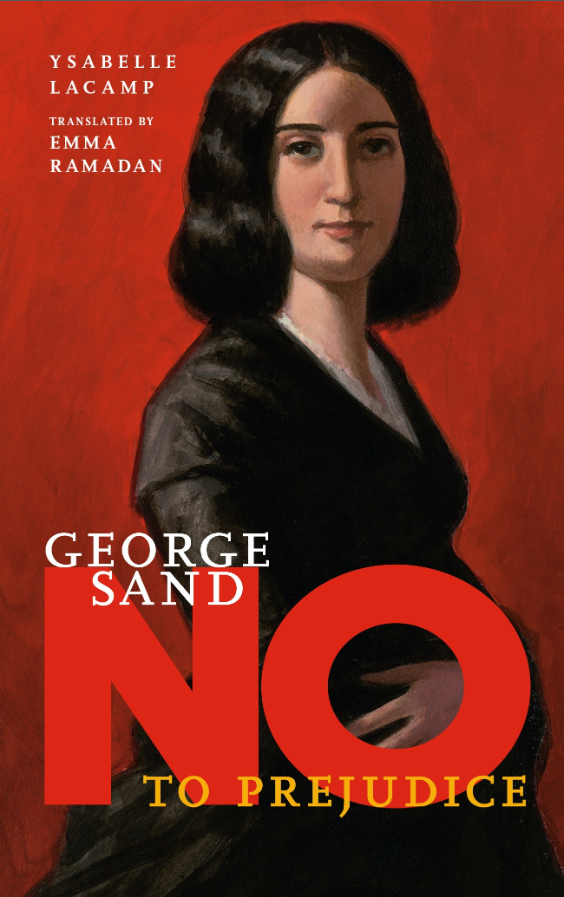 YSABELLE
LACAMP
TRANSLATED BY
EMMA
RAMADAN
GEORGE
SAND
NO
TO PREJUDICE